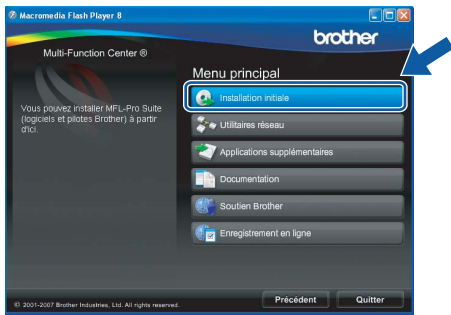 Macromedia Flash Player 8
brother
Multi-Function Center ®
Menu principal
Vous pouvez installer MFL-Pro Suite
(logiciels et pilotes Brother) à partir
d'ici.
Installation initiale
Utilitaires réseau
Applications supplémentaires
Documentation
Soutien Brother
Enregistrement en ligne
© 2001-2007 Brother Industries, Ltd. All rights reserved.
Précédent
Quitter